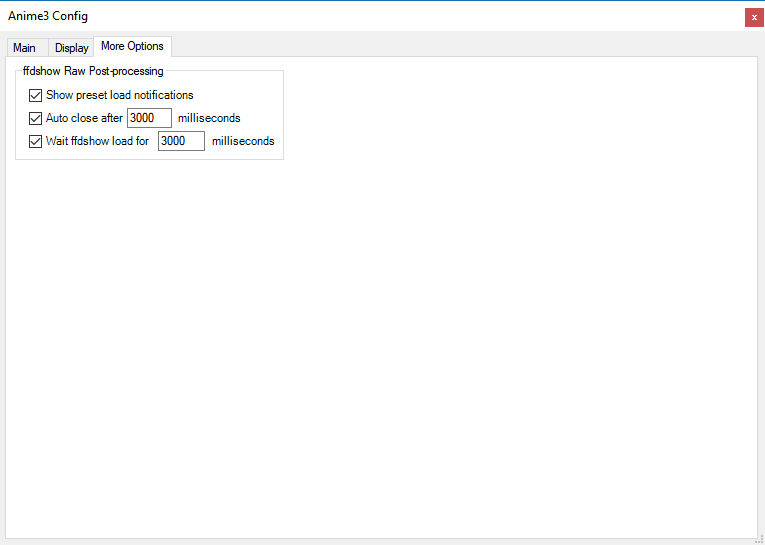 Anime3 Config
x
Main Display More Options
ffdshow Raw Post-processing
Show preset load notifications
Auto close after 3000 milliseconds
Wait ffdshow load for 3000 milliseconds